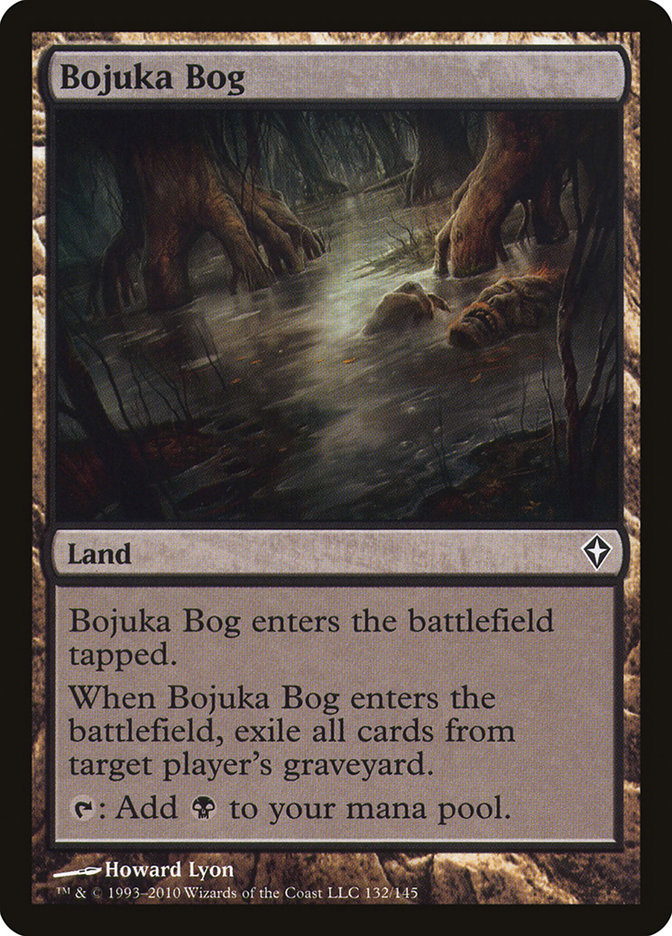 Bojuka Bog
Land
Bojuka Bog enters the battlefield
tapped.
When Bojuka Bog enters the
battlefield, exile all cards from
target player's graveyard.
: Add to your mana pool.
Howard Lyon
™ & © 1993–2010 Wizards of the Coast LLC 132/145